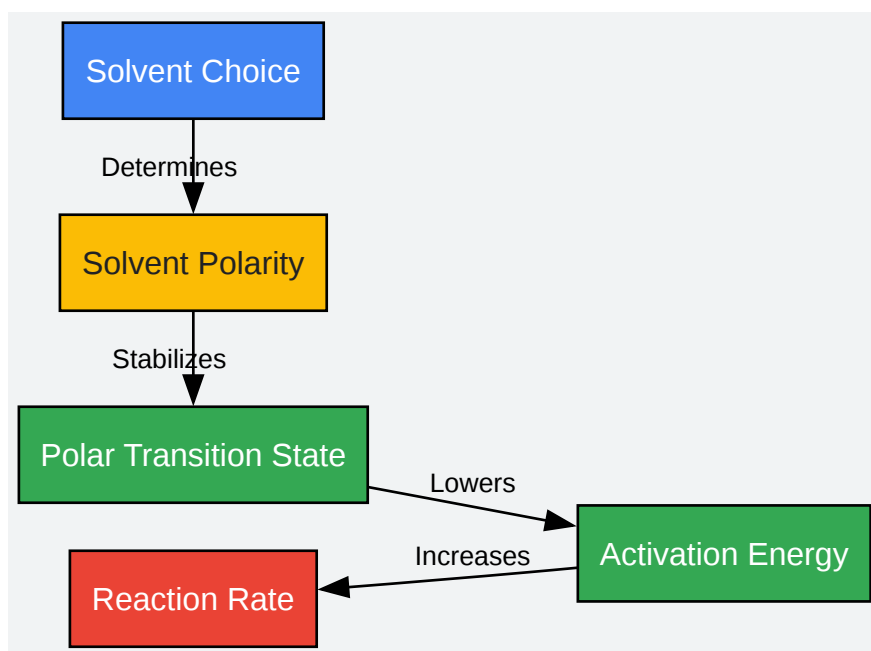 Solvent Choice
Determines
Solvent Polarity
Stabilizes
Polar Transition State
Lowers
Activation Energy
Increases
Reaction Rate